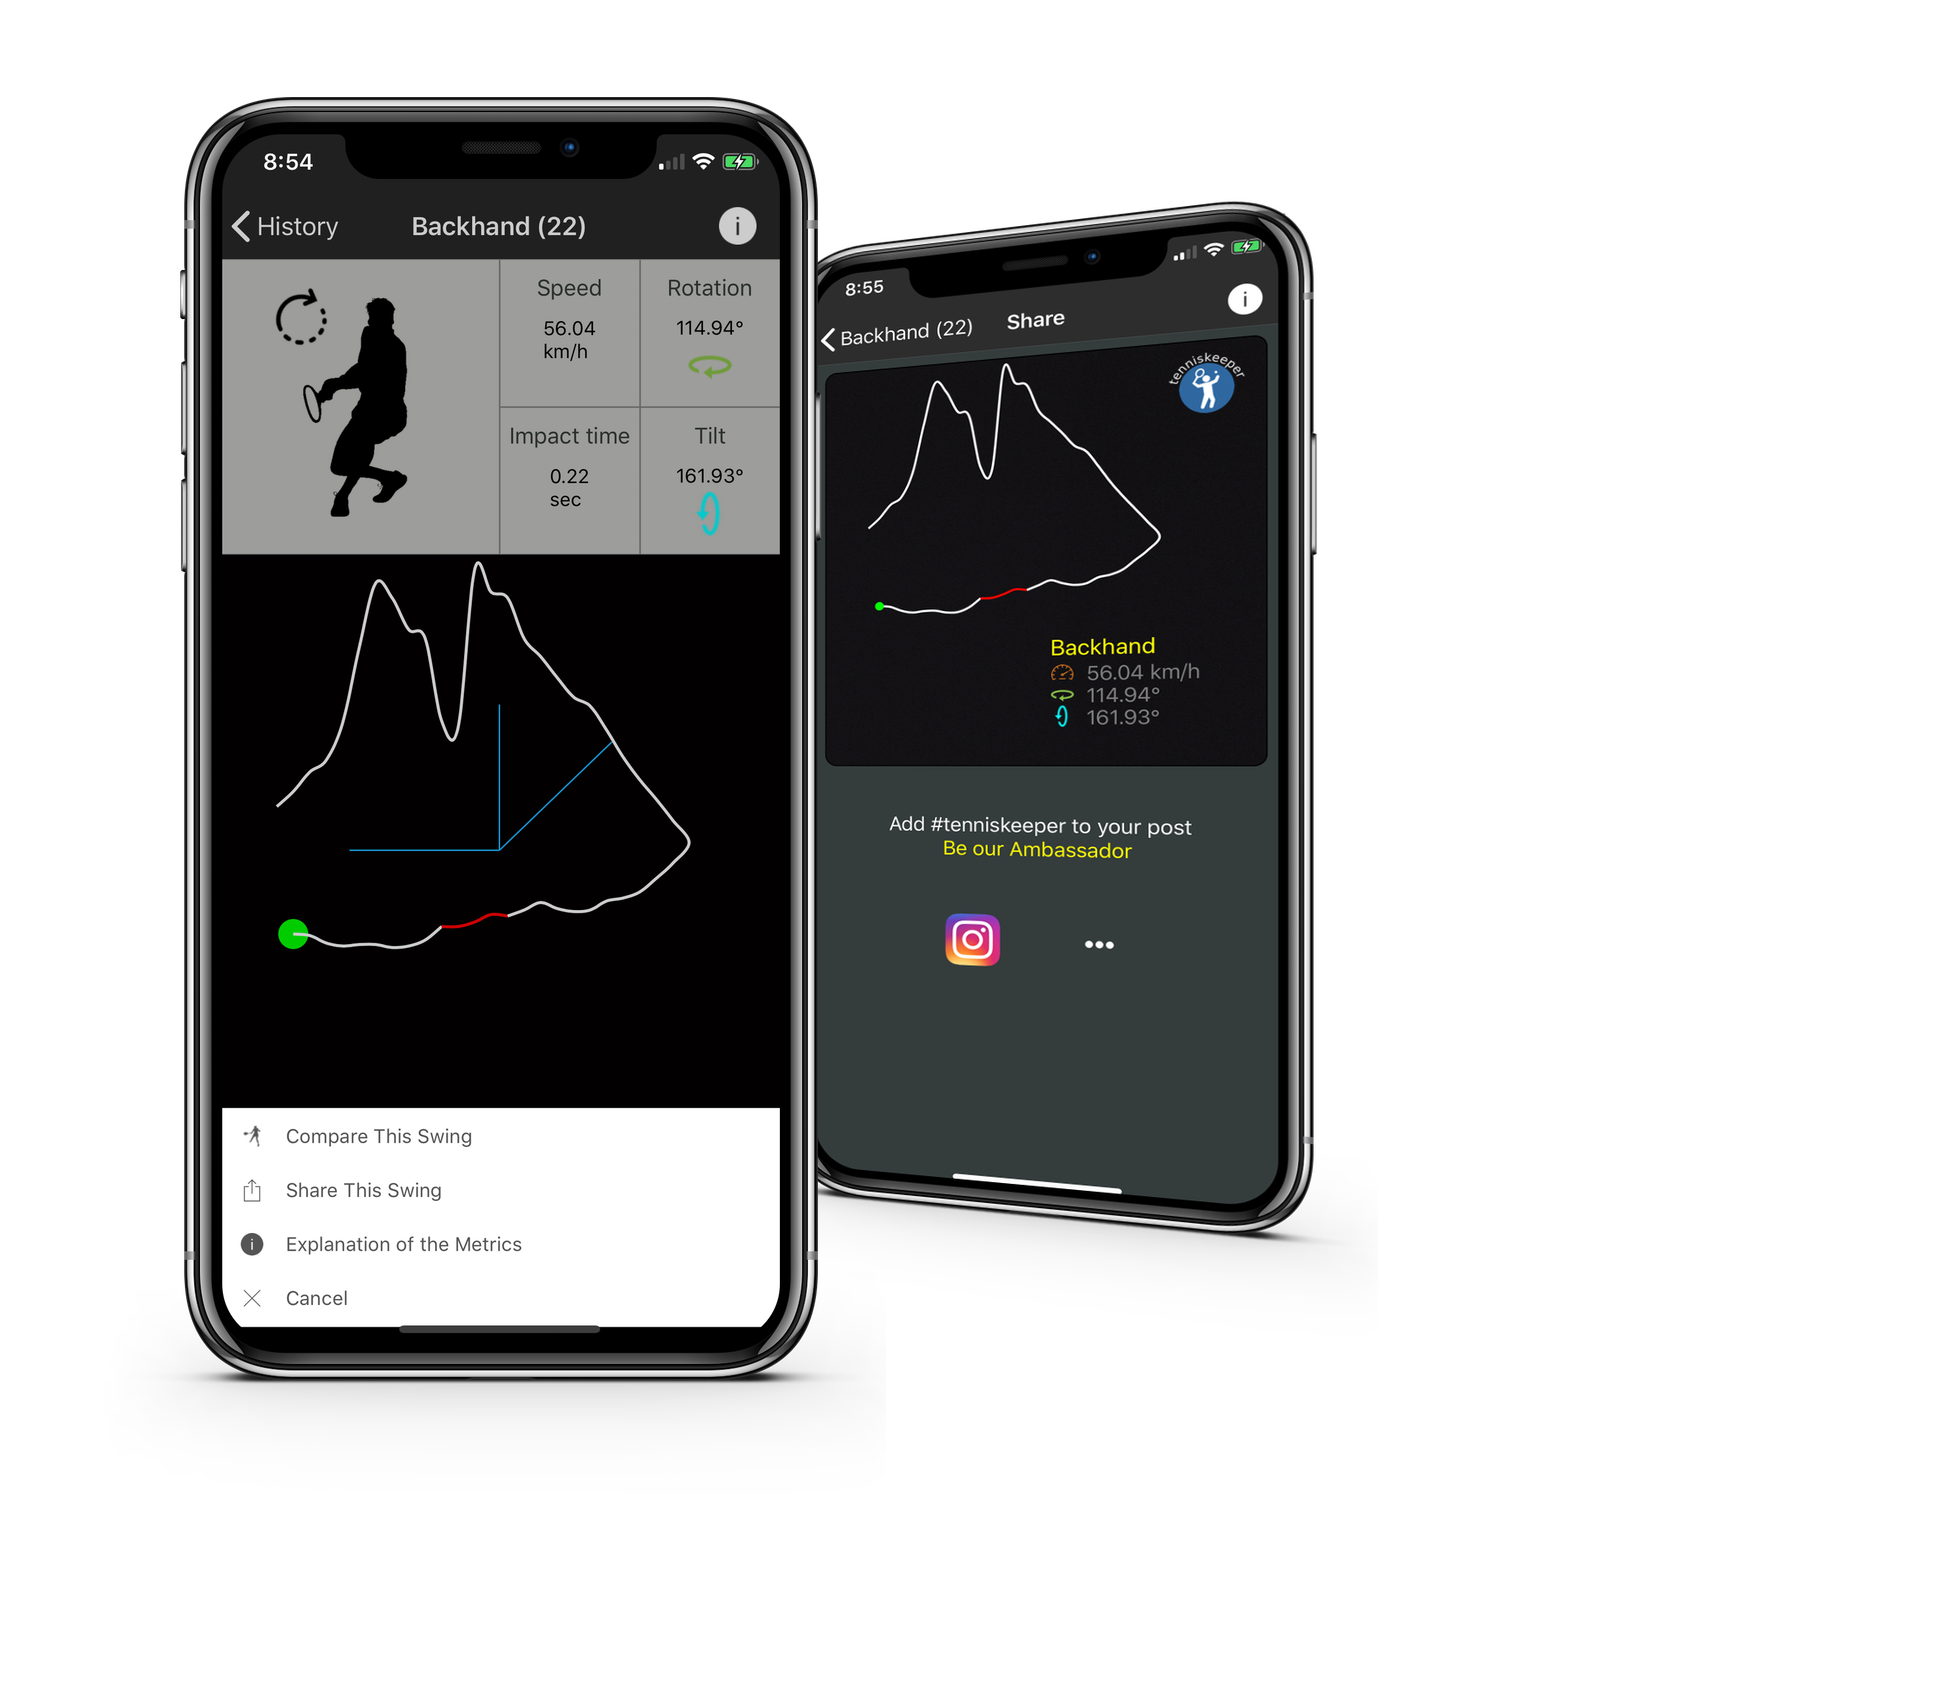 8:54
History
Backhand (22)
i
Speed
56.04
km/h
Rotation
114.94°
Impact time
0.22
sec
Tilt
161.93°
Compare This Swing
Share This Swing
i
Explanation of the Metrics
Cancel
8:55
Backhand (22)
Share
i
tenniskeeper
Backhand
56.04 km/h
114.94°
161.93°
Add #tenniskeeper to your post
Be our Ambassador